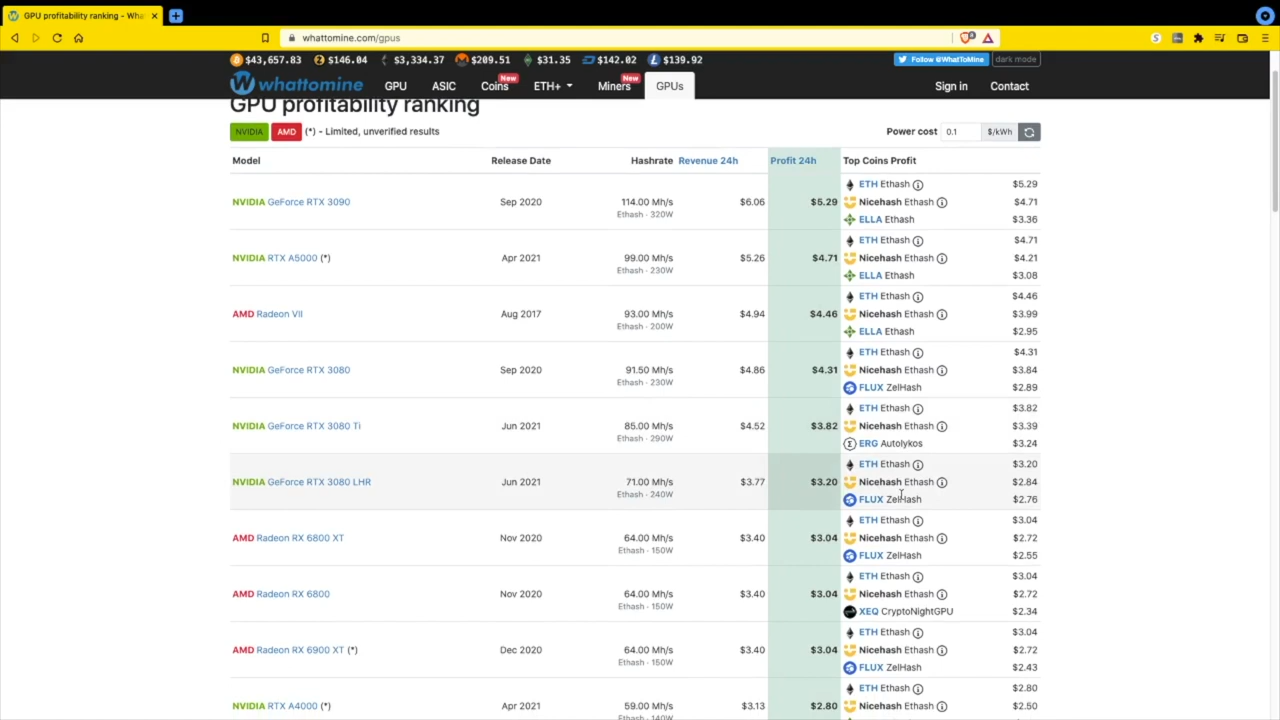 GPU profitability ranking - Wha
whattomine.com/gpus
$43,657.83 $146.04 $3,334.37 $209.51 $31.35 $142.02 $139.92 Follow @WhatToMine dark mode
whattomine GPU ASIC Coins New ETH+ Miners New GPUs Sign in Contact
GPU profitability ranking
NVIDIA AMD (*) - Limited, unverified results Power cost 0.1 $/kWh
Model Release Date Hashrate Revenue 24h Profit 24h Top Coins Profit
ETH Ethash $5.29
NVIDIA GeForce RTX 3090 Sep 2020 114.00 Mh/s $6.06 $5.29 Nicehash Ethash $4.71
Ethash · 320W ELLA Ethash $3.36
ETH Ethash $4.71
NVIDIA RTX A5000 (*) Apr 2021 99.00 Mh/s $5.26 $4.71 Nicehash Ethash $4.21
Ethash · 230W ELLA Ethash $3.08
ETH Ethash $4.46
AMD Radeon VII Aug 2017 93.00 Mh/s $4.94 $4.46 Nicehash Ethash $3.99
Ethash · 200W ELLA Ethash $2.95
ETH Ethash $4.31
NVIDIA GeForce RTX 3080 Sep 2020 91.50 Mh/s $4.86 $4.31 Nicehash Ethash $3.84
Ethash · 230W FLUX ZelHash $2.89
ETH Ethash $3.82
NVIDIA GeForce RTX 3080 Ti Jun 2021 85.00 Mh/s $4.52 $3.82 Nicehash Ethash $3.39
Ethash · 290W ERG Autolykos $3.24
ETH Ethash $3.20
NVIDIA GeForce RTX 3080 LHR Jun 2021 71.00 Mh/s $3.77 $3.20 Nicehash Ethash $2.84
Ethash · 240W FLUX ZelHash $2.76
ETH Ethash $3.04
AMD Radeon RX 6800 XT Nov 2020 64.00 Mh/s $3.40 $3.04 Nicehash Ethash $2.72
Ethash · 150W FLUX ZelHash $2.55
ETH Ethash $3.04
AMD Radeon RX 6800 Nov 2020 64.00 Mh/s $3.40 $3.04 Nicehash Ethash $2.72
Ethash · 150W XEQ CryptoNightGPU $2.34
ETH Ethash $3.04
AMD Radeon RX 6900 XT (*) Dec 2020 64.00 Mh/s $3.40 $3.04 Nicehash Ethash $2.72
Ethash · 150W FLUX ZelHash $2.43
ETH Ethash $2.80
NVIDIA RTX A4000 (*) Apr 2021 59.00 Mh/s $3.13 $2.80 Nicehash Ethash $2.50
Ethash · 140W